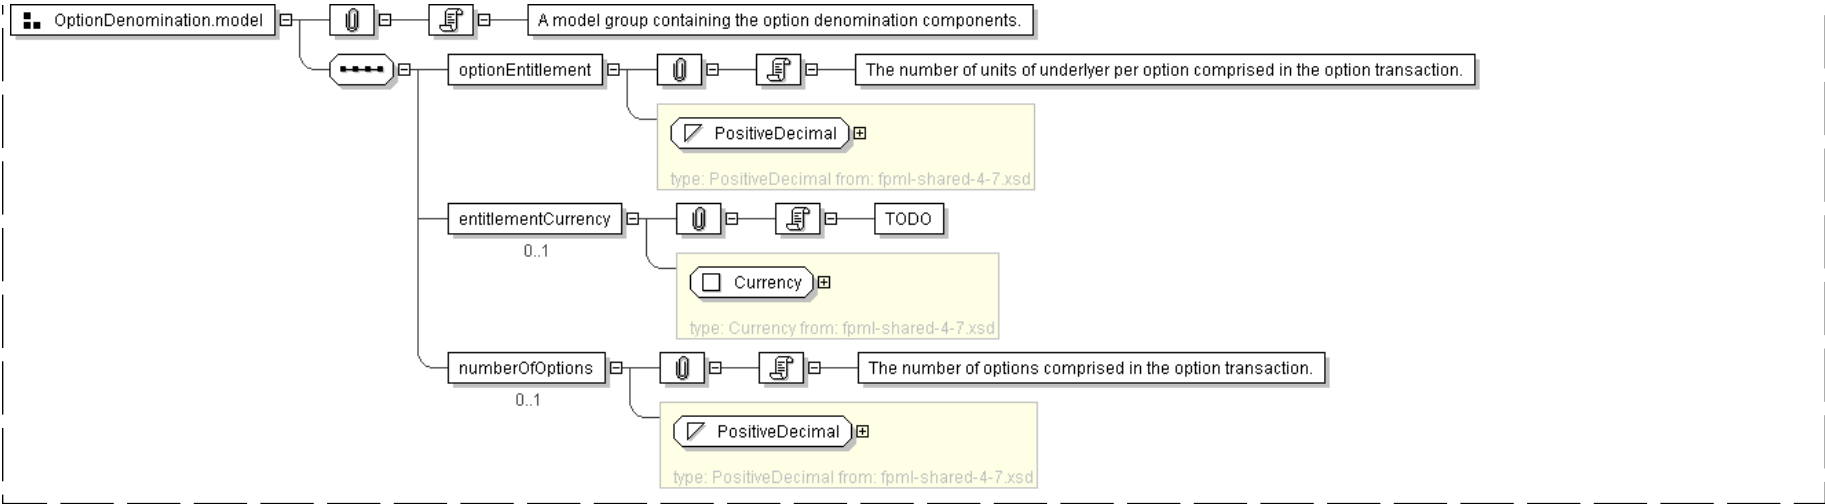 OptionDenomination.model
A model group containing the option denomination components.
optionEntitlement
The number of units of underlyer per option comprised in the option transaction.
PositiveDecimal
type: PositiveDecimal from: fpml-shared-4-7.xsd
entitlementCurrency
TODO
0..1
Currency
type: Currency from: fpml-shared-4-7.xsd
numberOfOptions
The number of options comprised in the option transaction.
0..1
PositiveDecimal
type: PositiveDecimal from: fpml-shared-4-7.xsd